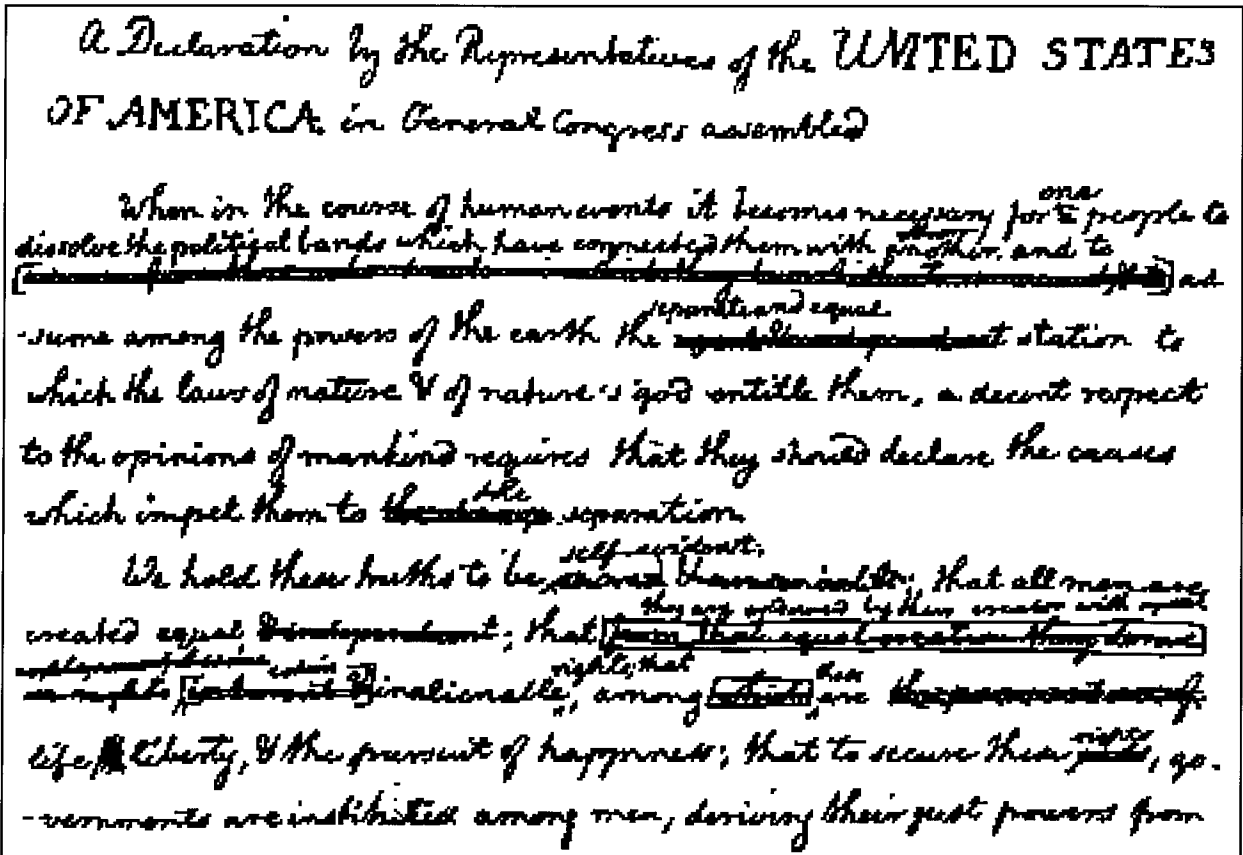 a Declaration by the Representatives of the UNITED STATES
OF AMERICA. in General Congress assembled
When in the course of human events it becomes necessary for one people to
dissolve the political bands which have connected them with another, and to
as-
separate and equal
-sume among the powers of the earth the station to
which the laws of nature & of nature's god entitle them, a decent respect
to the opinions of mankind requires that they should declare the causes
the
which impel them to separation.
self-evident;
We hold these truths to be that all men are
they are endowed by their creator with
created equal ; that
certain
rights; that these
inalienable, among are
life, liberty, & the pursuit of happiness; that to secure these rights, go-
-vernments are instituted among men, deriving their just powers from